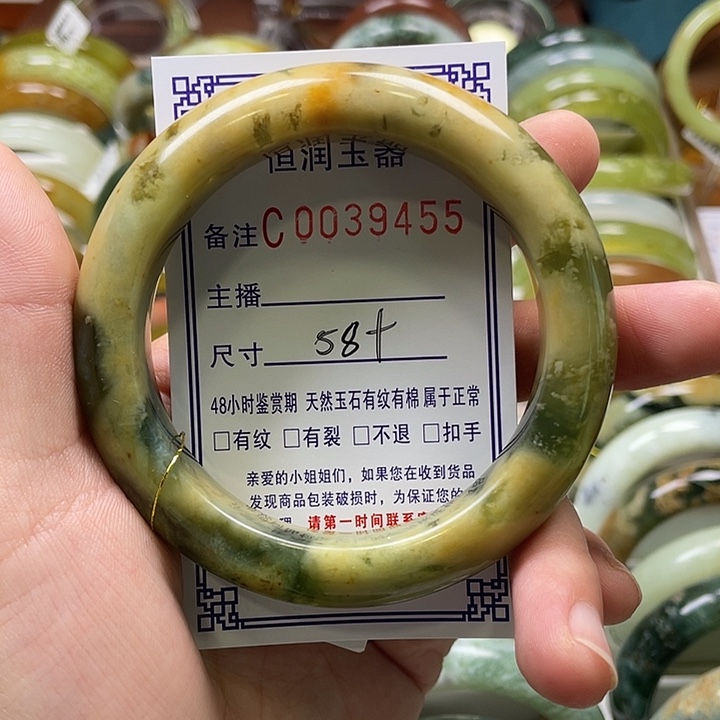 恒润玉器
备注C0039455
主播
尺寸 58+
48小时鉴赏期 天然玉石有纹有棉 属于正常
□有纹 □有裂 □不退 □扣手
亲爱的小姐姐们，如果您在收到货品
发现商品包装破损时，为保证您的
理，请第一时间联系